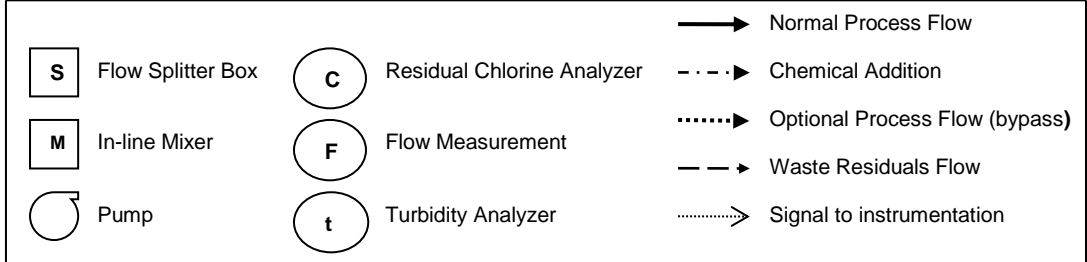 Normal Process Flow
S Flow Splitter Box C Residual Chlorine Analyzer Chemical Addition
Optional Process Flow (bypass)
M In-line Mixer F Flow Measurement
Waste Residuals Flow
Pump t Turbidity Analyzer Signal to instrumentation